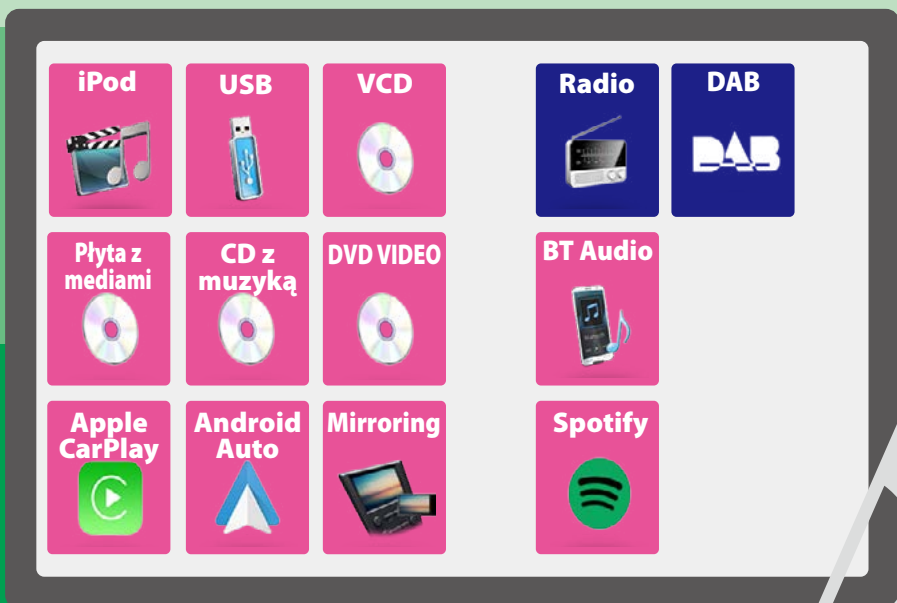 iPod
USB
VCD
Radio
DAB
DAB
Płyta z
mediami
CD z
muzyką
DVD VIDEO
BT Audio
Apple
CarPlay
Android
Auto
Mirroring
Spotify